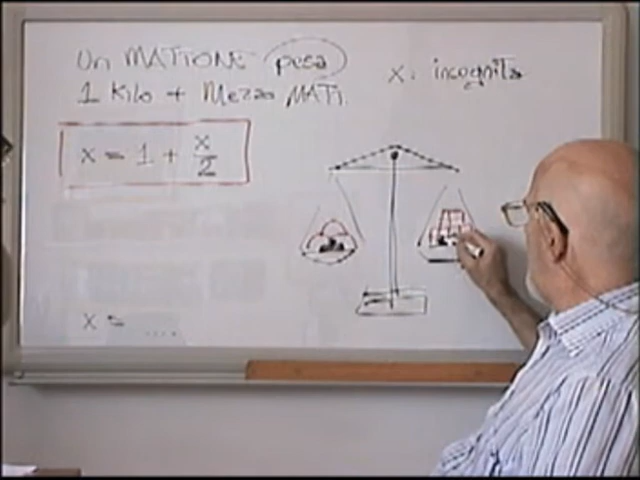 Un MATTONE pesa
1 Kilo + Mezzo MATT.
x = 1 + x/2
x = ....
x : incognita